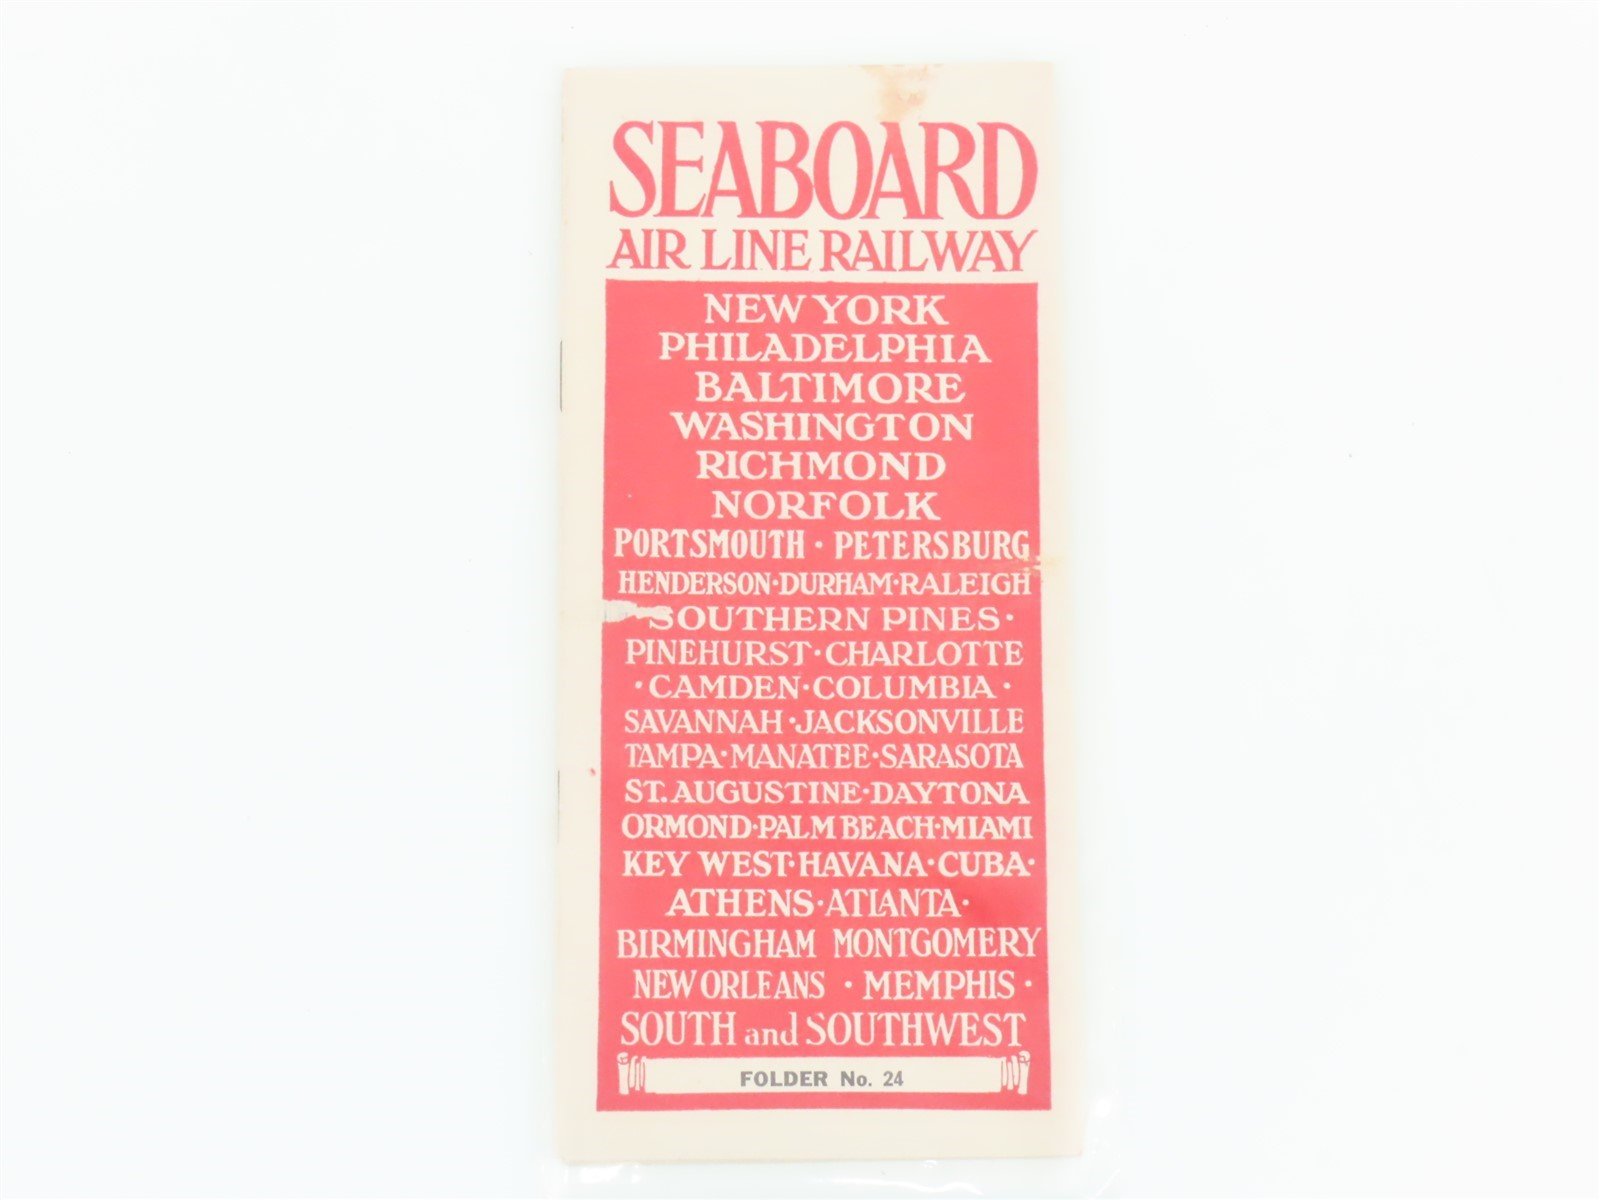 SEABOARD
AIR LINE RAILWAY
NEW YORK
PHILADELPHIA
BALTIMORE
WASHINGTON
RICHMOND
NORFOLK
PORTSMOUTH · PETERSBURG
HENDERSON · DURHAM · RALEIGH
SOUTHERN PINES ·
PINEHURST · CHARLOTTE
· CAMDEN · COLUMBIA ·
SAVANNAH · JACKSONVILLE
TAMPA · MANATEE · SARASOTA
ST. AUGUSTINE · DAYTONA
ORMOND · PALM BEACH · MIAMI
KEY WEST · HAVANA · CUBA ·
ATHENS · ATLANTA ·
BIRMINGHAM MONTGOMERY
NEW ORLEANS · MEMPHIS ·
SOUTH and SOUTHWEST
FOLDER No. 24